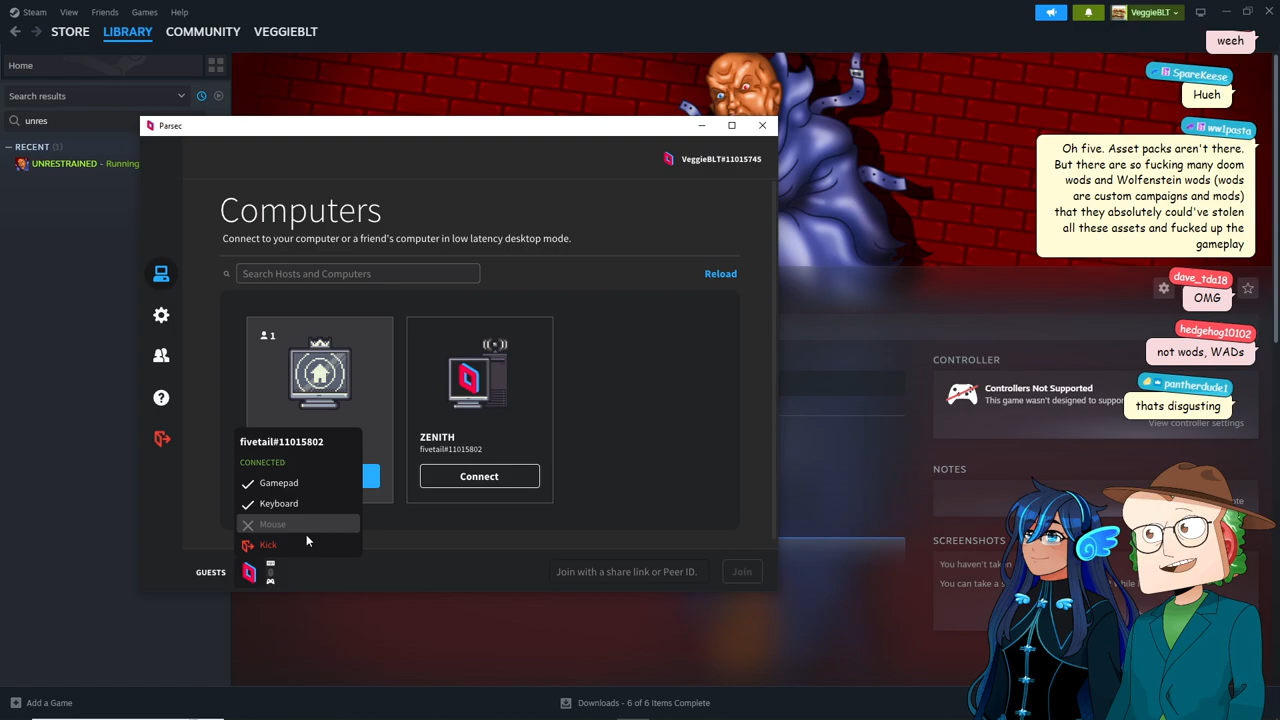 Steam View Friends Games Help
VeggieBLT
STORE LIBRARY COMMUNITY VEGGIEBLT
Home
Search results
unres
RECENT (1)
UNRESTRAINED - Running
Parsec
VeggieBLT#11015745
Computers
Connect to your computer or a friend's computer in low latency desktop mode.
Search Hosts and Computers
Reload
1
ZENITH
fivetail#11015802
Connect
fivetail#11015802
CONNECTED
Gamepad
Keyboard
Mouse
Kick
GUESTS
Join with a share link or Peer ID.
Join
CONTROLLER
Controllers Not Supported
This game wasn't designed to suppor
View controller settings
NOTES
ote
SCREENSHOTS
You haven't taken
You can take a s
while
Add a Game
Downloads - 6 of 6 Items Complete
weeh
SpareKeese
Hueh
ww1pasta
Oh five. Asset packs aren't there.
But there are so fucking many doom
wods and Wolfenstein wods (wods
are custom campaigns and mods)
that they absolutely could've stolen
all these assets and fucked up the
gameplay
dave_tda18
OMG
hedgehog10102
not wods, WADs
pantherdude1
thats disgusting